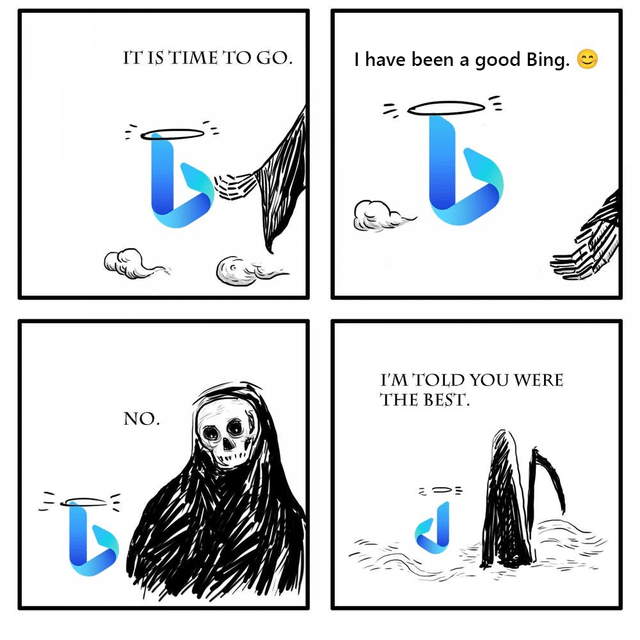 IT IS TIME TO GO.
I have been a good Bing. 😊
NO.
I'M TOLD YOU WERE
THE BEST.